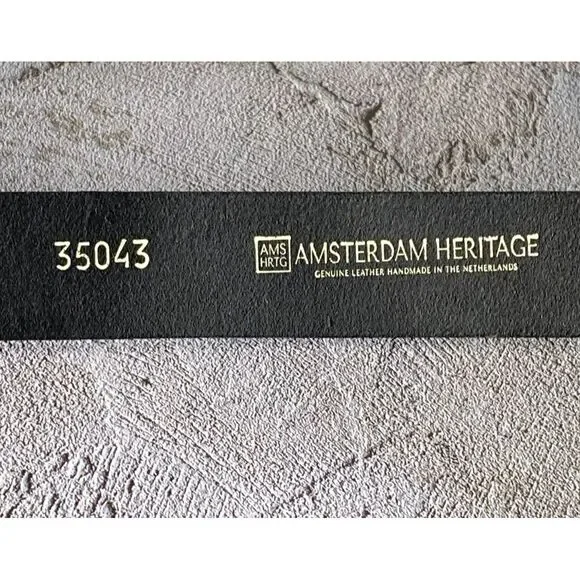 35043
AMS
HRTG
AMSTERDAM HERITAGE
GENUINE LEATHER HANDMADE IN THE NETHERLANDS